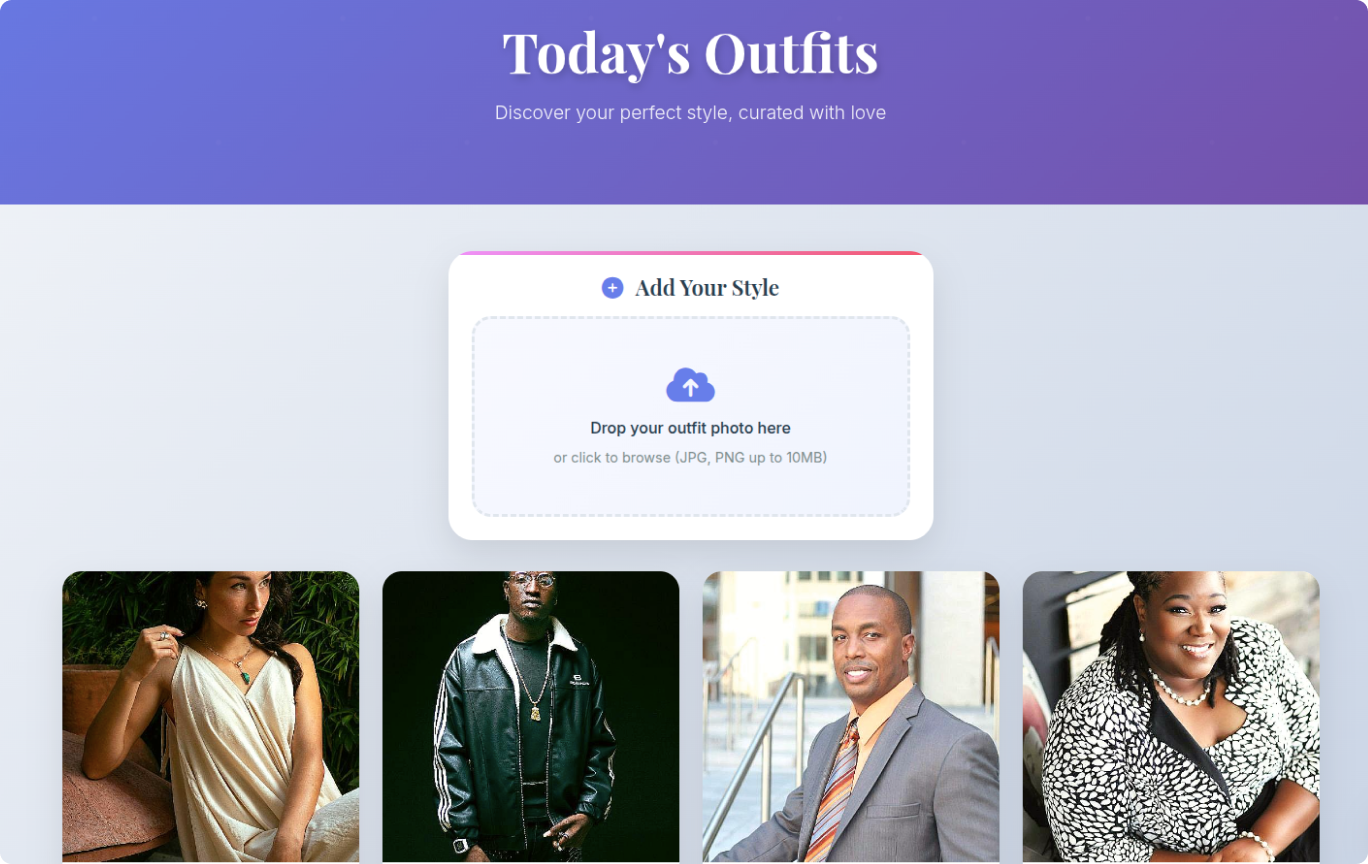 Today's Outfits
Discover your perfect style, curated with love
Add Your Style
Drop your outfit photo here
or click to browse (JPG, PNG up to 10MB)